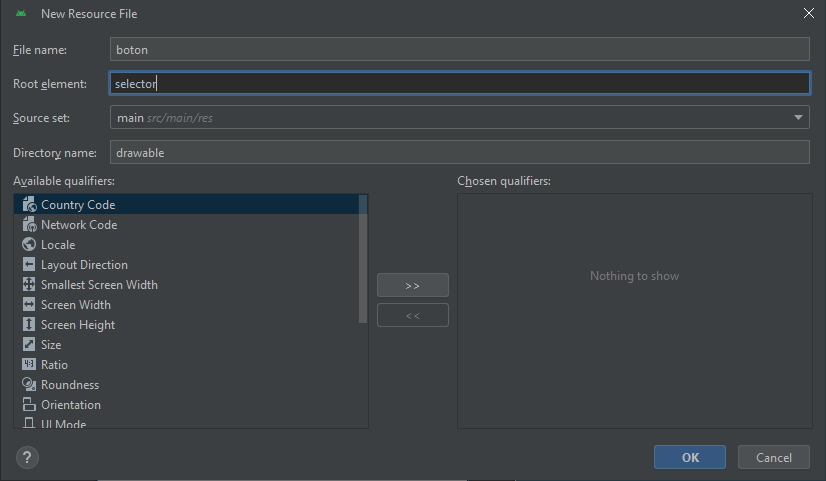 New Resource File
File name: boton
Root element: selector
Source set: main src/main/res
Directory name: drawable
Available qualifiers: Chosen qualifiers:
Country Code
Network Code
Locale
Layout Direction
Smallest Screen Width
Screen Width
Screen Height
Size
Ratio
Roundness
Orientation
UI Mode
>>
<<
Nothing to show
? OK Cancel